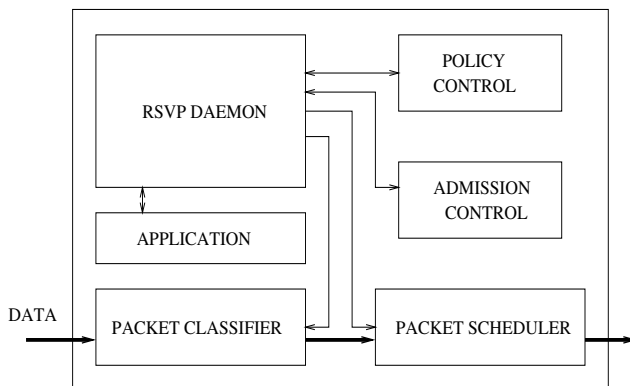 RSVP DAEMON
POLICY
CONTROL
ADMISSION
CONTROL
APPLICATION
DATA
PACKET CLASSIFIER
PACKET SCHEDULER